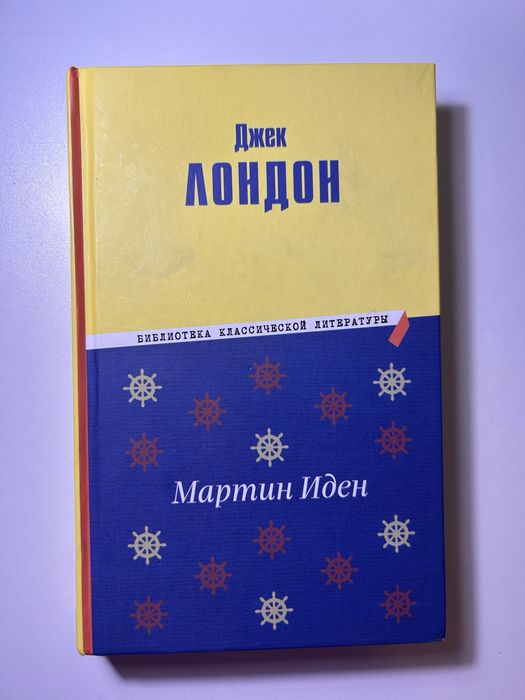 Джек
ЛОНДОН
БИБЛИОТЕКА КЛАССИЧЕСКОЙ ЛИТЕРАТУРЫ
Мартин Иден